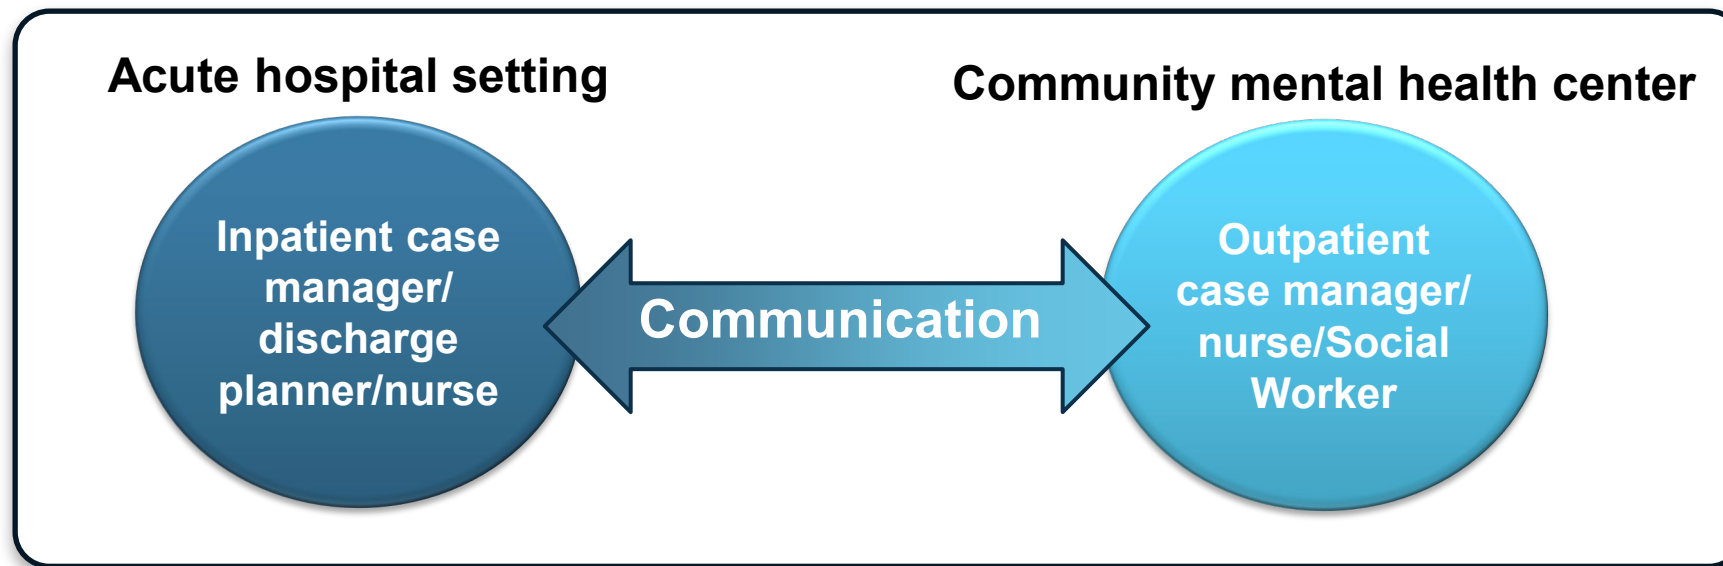 Acute hospital setting
Community mental health center
Inpatient case
manager/
discharge
planner/nurse
Communication
Outpatient
case manager/
nurse/Social
Worker